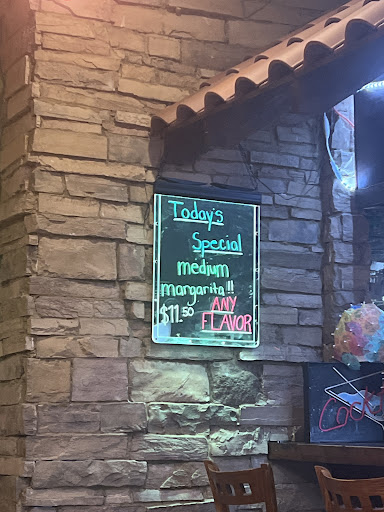 Today's
Special
medium
margarita!!
$11.50 ANY
FLAVOR